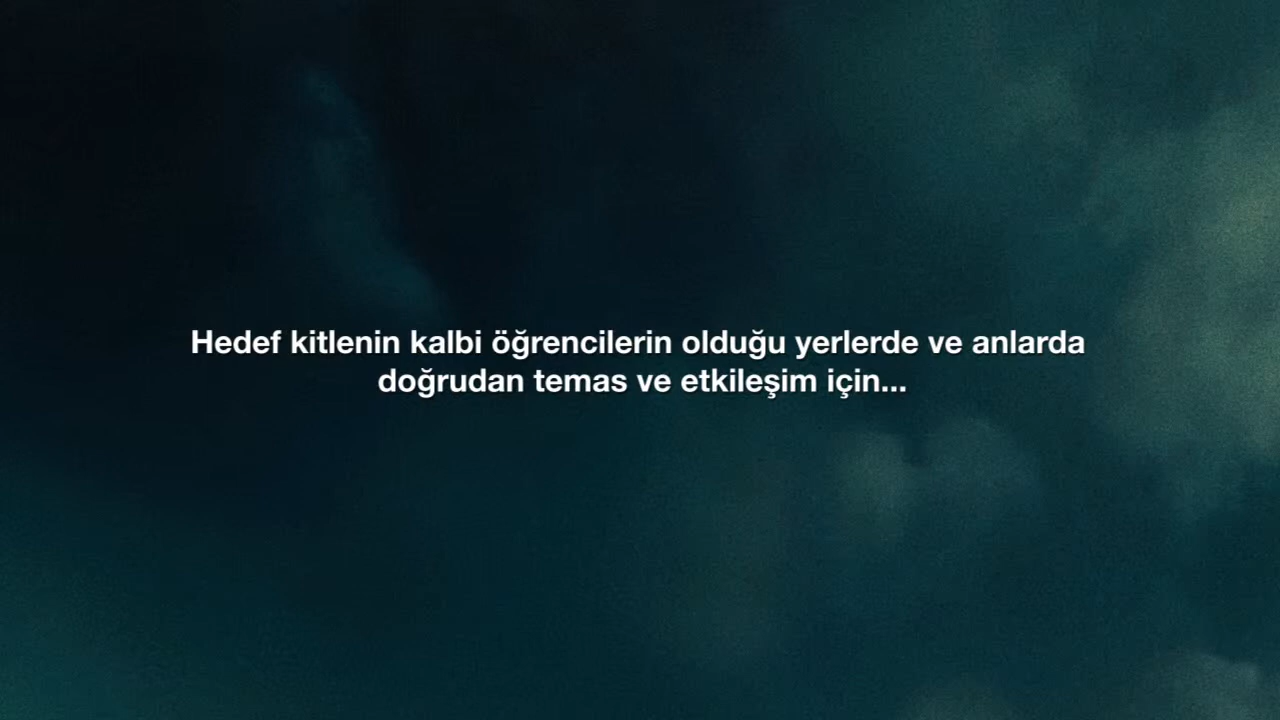 Hedef kitlenin kalbi öğrencilerin olduğu yerlerde ve anlarda
doğrudan temas ve etkileşim için...